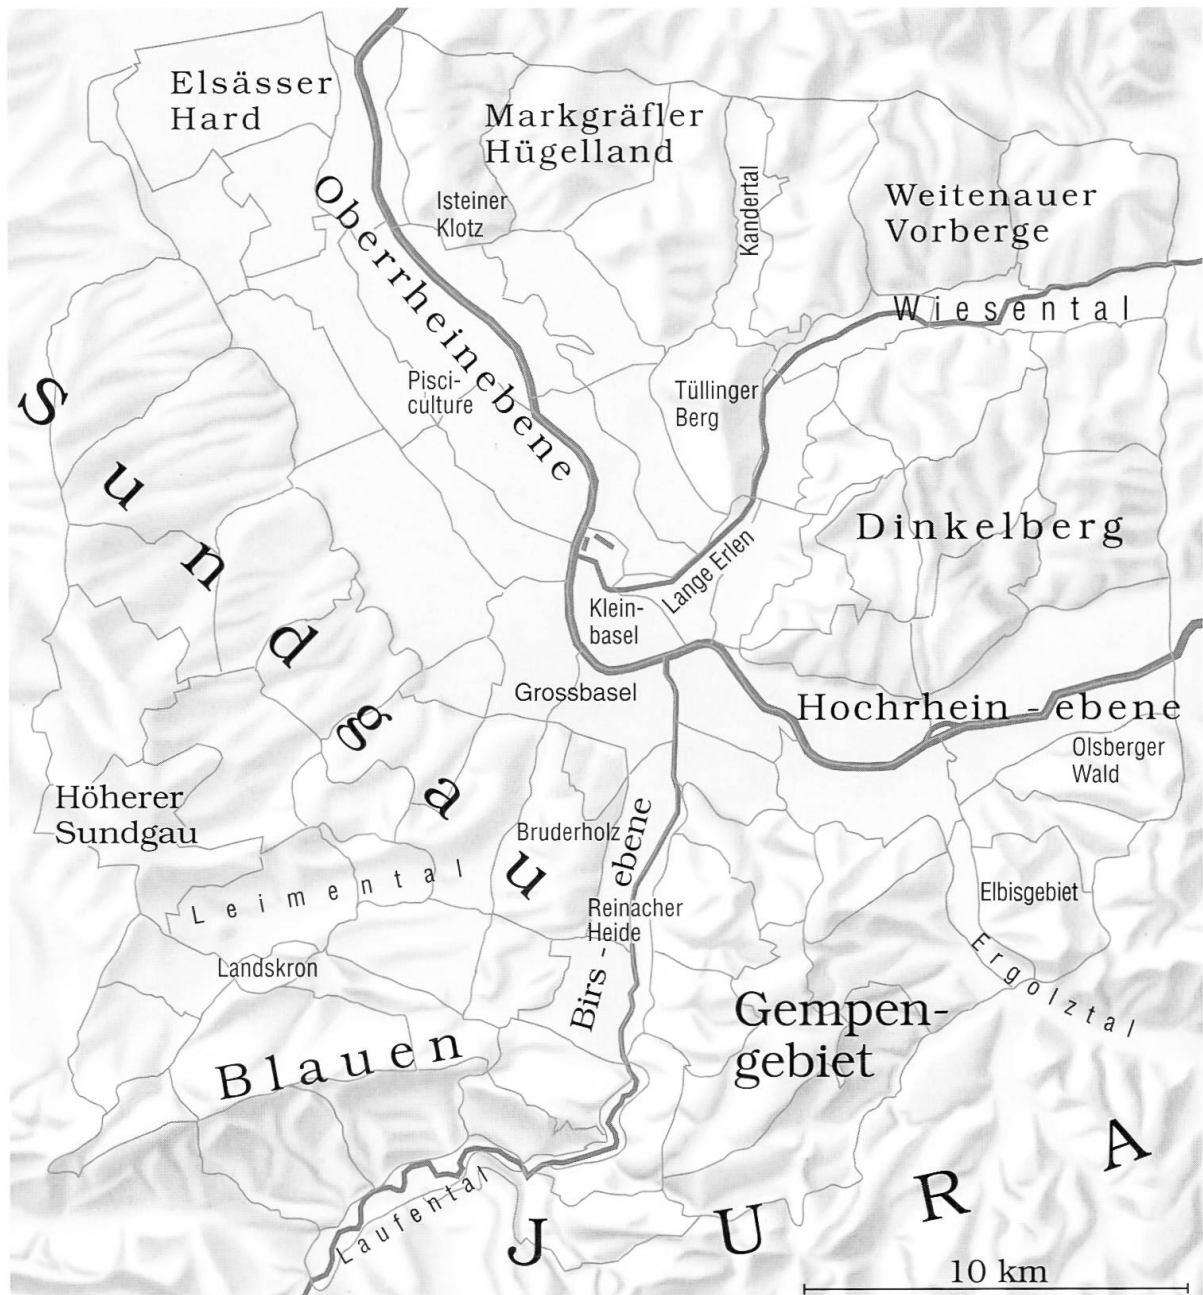 Elsässer
Hard
Markgräfler
Hügelland
Isteiner
Klotz
Kandertal
Weitenauer
Vorberge
Oberrheinebene
Wiesental
Sundgau
Pisci-
culture
Tüllinger
Berg
Dinkelberg
Lange Erlen
Klein-
basel
Grossbasel
Hochrhein - ebene
Olsberger
Wald
Höherer
Sundgau
Bruderholz
Birs - ebene
Leimental
Reinacher
Heide
Elbisgebiet
Ergolztal
Landskron
Gempen-
gebiet
Blauen
Laufental
JURA
10 km